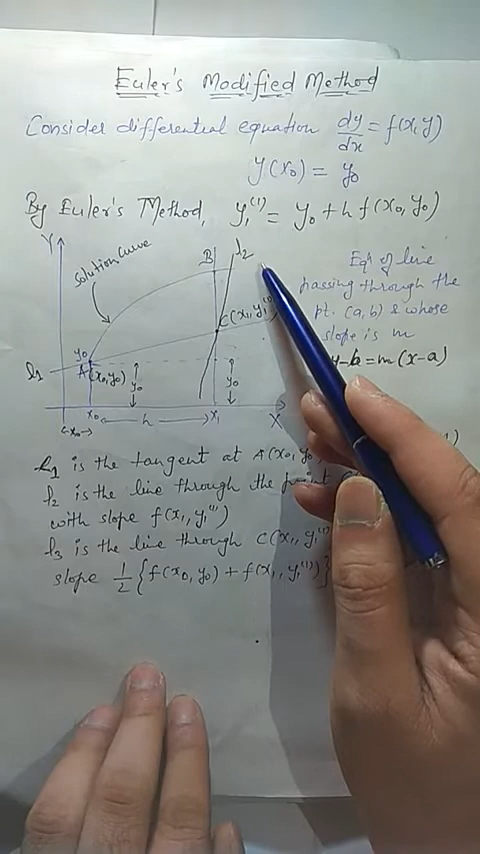 Euler's Modified Method
Consider differential equation dy/dx = f(x,y)
y(x₀) = y₀
By Euler's Method, y₁⁽¹⁾ = y₀ + h f(x₀, y₀)
Y
Solution curve
B
l₂
C(x₁, y₁⁽¹⁾)
y₀
A(x₀, y₀)
l₁
y₀
y₀
x₀
x₁
X
x₀
h
Eqⁿ of line
passing through the
pt. (a, b) & whose
slope is m
y-b = m(x-a)
l₁ is the tangent at A(x₀, y₀
l₂ is the line through the point
with slope f(x₁, y₁⁽¹⁾)
l₃ is the line through C(x₁, y₁⁽¹⁾
slope 1/2 {f(x₀, y₀) + f(x₁, y₁⁽¹⁾)}